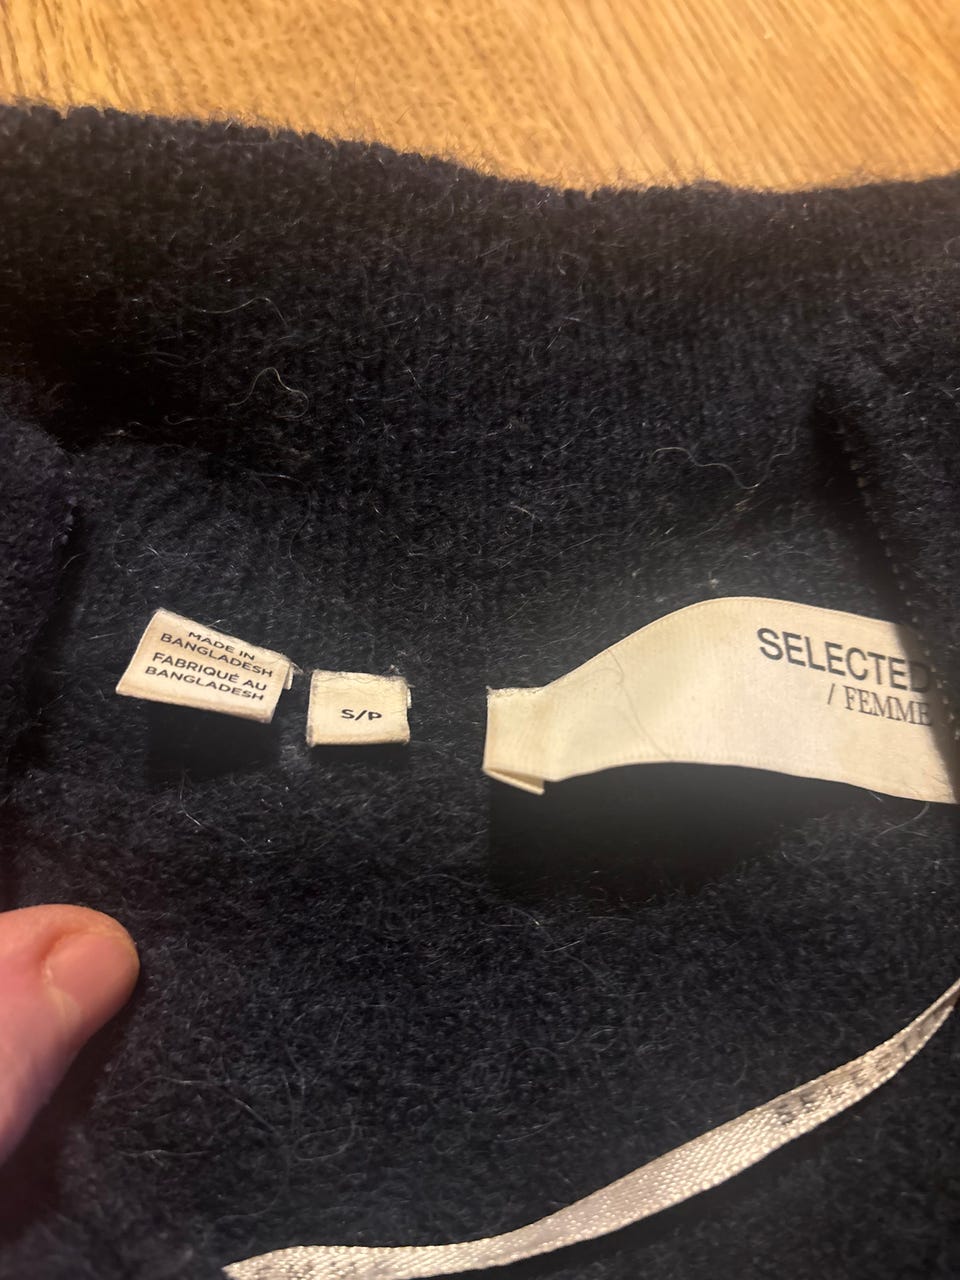 MADE IN
BANGLADESH
FABRIQUÉ AU
BANGLADESH
S/P
SELECTED
/ FEMME